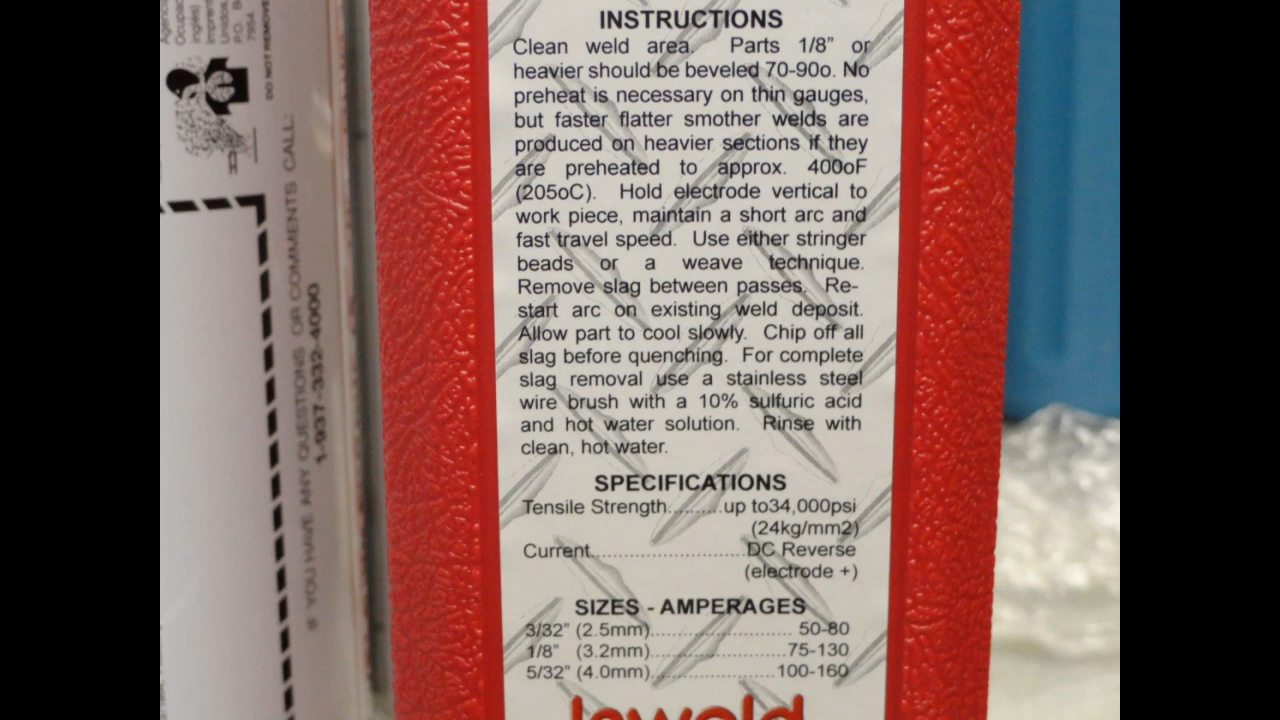 INSTRUCTIONS
Clean weld area. Parts 1/8” or
heavier should be beveled 70-90o. No
preheat is necessary on thin gauges,
but faster flatter smother welds are
produced on heavier sections if they
are preheated to approx. 400oF
(205oC). Hold electrode vertical to
work piece, maintain a short arc and
fast travel speed. Use either stringer
beads or a weave technique.
Remove slag between passes. Re-
start arc on existing weld deposit.
Allow part to cool slowly. Chip off all
slag before quenching. For complete
slag removal use a stainless steel
wire brush with a 10% sulfuric acid
and hot water solution. Rinse with
clean, hot water.
SPECIFICATIONS
Tensile Strength..........up to34,000psi
(24kg/mm2)
Current............................DC Reverse
(electrode +)
SIZES - AMPERAGES
3/32” (2.5mm)......................... 50-80
1/8” (3.2mm)........................75-130
5/32” (4.0mm)......................100-160
IF YOU HAVE ANY QUESTIONS OR COMMENTS CALL:
1-937-332-4000
DO NOT REMOVE